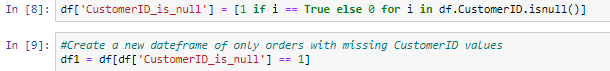 In [8]: df['CustomerID_is_null'] = [1 if i == True else 0 for i in df.CustomerID.isnull()]
In [9]: #Create a new dateframe of only orders with missing CustomerID values
df1 = df[df['CustomerID_is_null'] == 1]